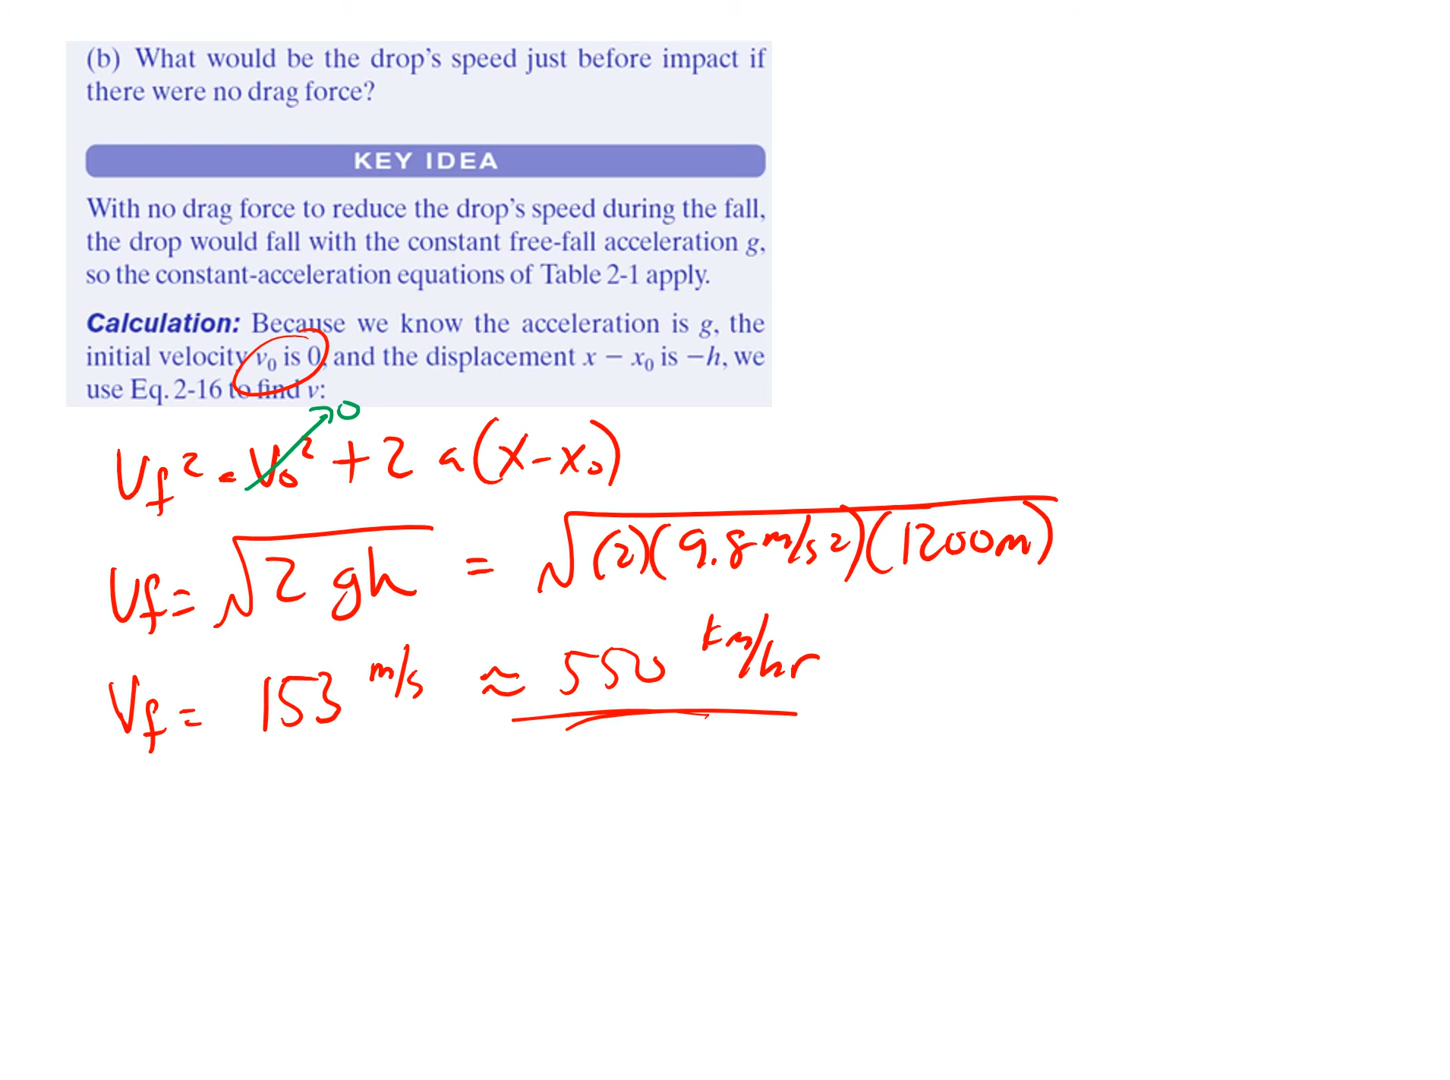 (b) What would be the drop's speed just before impact if
there were no drag force?
KEY IDEA
With no drag force to reduce the drop's speed during the fall,
the drop would fall with the constant free-fall acceleration g,
so the constant-acceleration equations of Table 2-1 apply.
Calculation: Because we know the acceleration is g, the
initial velocity v₀ is 0, and the displacement x − x₀ is −h, we
use Eq. 2-16 to find v:
Vf² = V₀²→0 + 2 a(x-x₀)
Vf = √2 gh = √(2)(9.8 m/s2)(1200m)
Vf = 153 m/s ≈ 550 km/hr